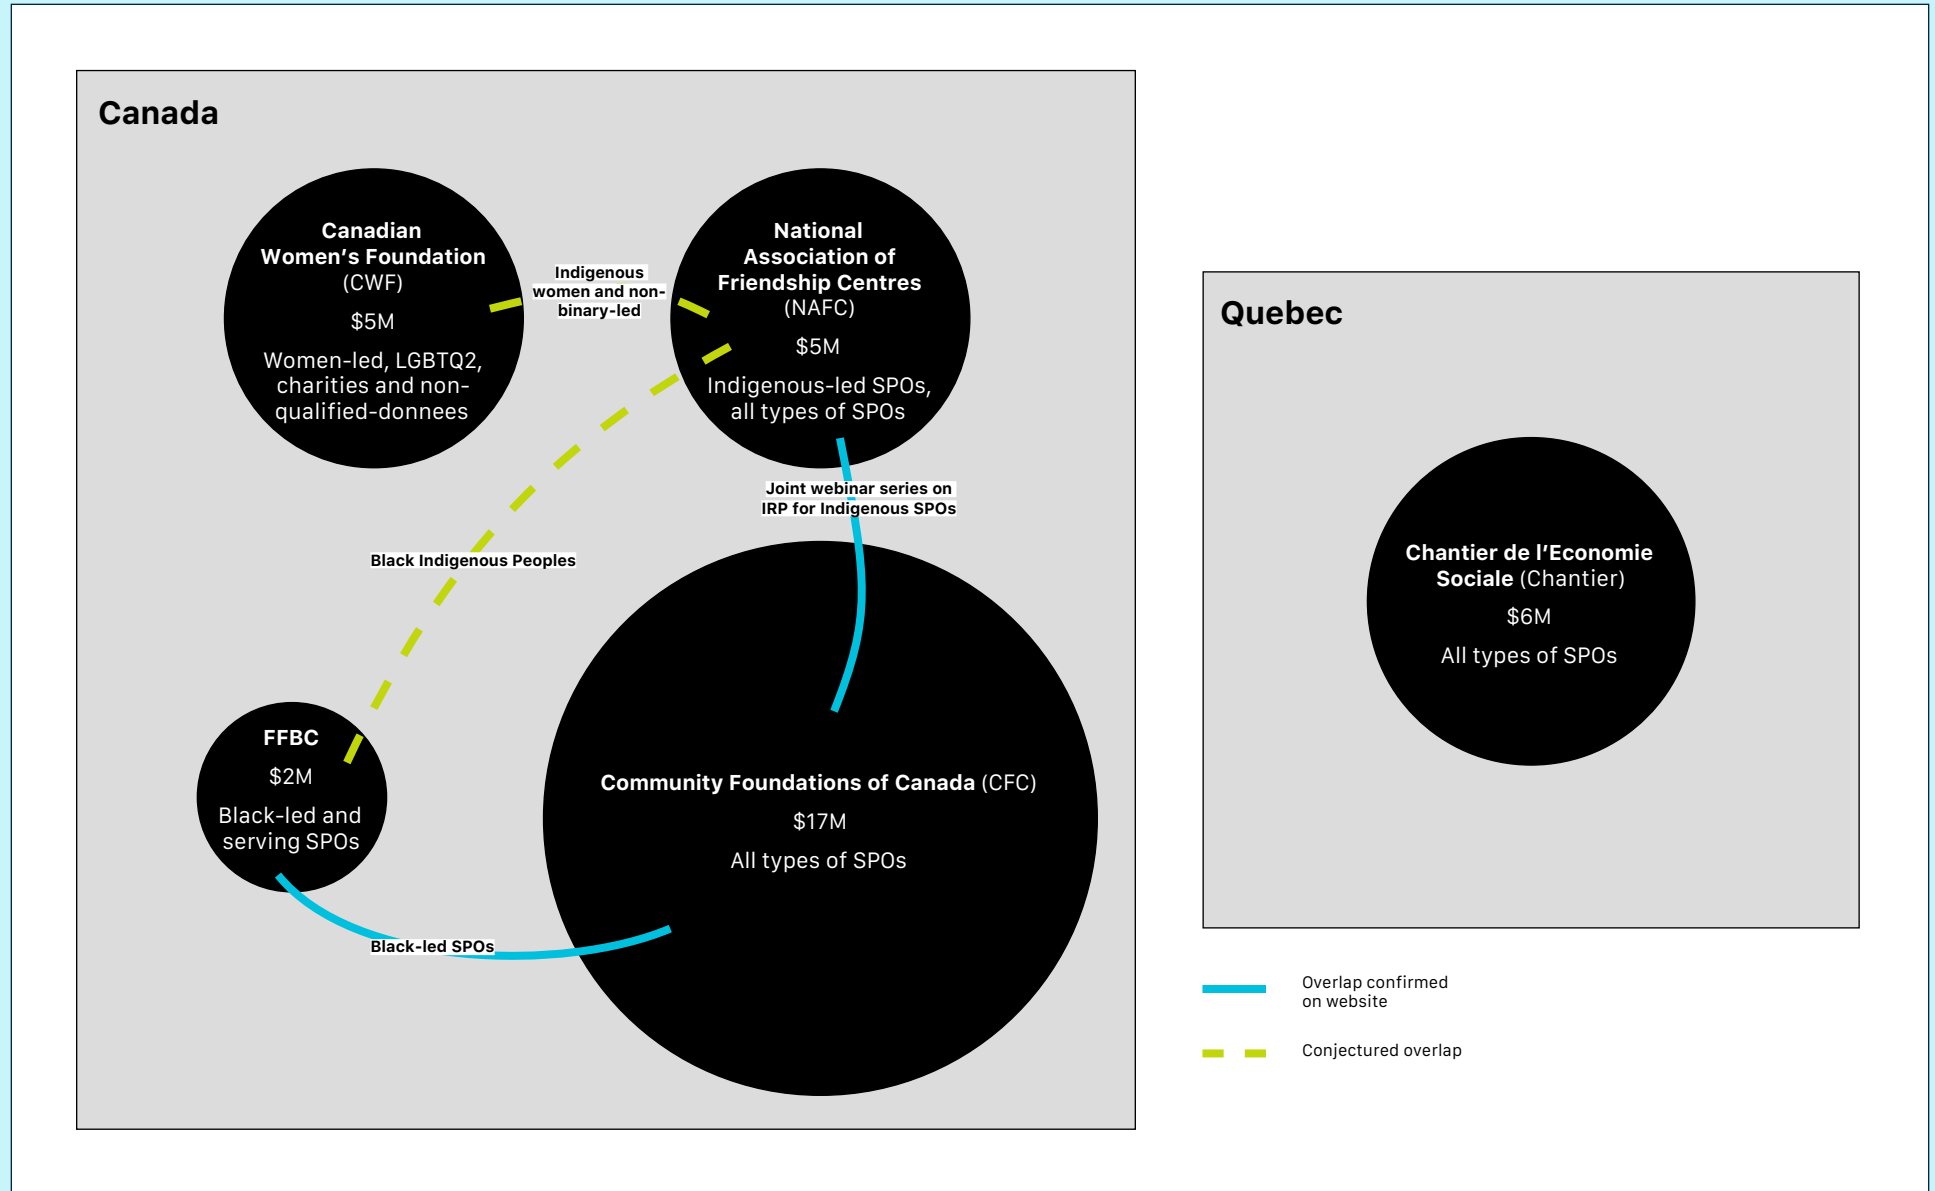 Canada
Canadian
Women's Foundation
(CWF)
$5M
Women-led, LGBTQ2,
charities and non-
qualified-donnees
Indigenous
women and non-
binary-led
National
Association of
Friendship Centres
(NAFC)
$5M
Indigenous-led SPOs,
all types of SPOs
Joint webinar series on
IRP for Indigenous SPOs
Black Indigenous Peoples
FFBC
$2M
Black-led and
serving SPOs
Black-led SPOs
Community Foundations of Canada (CFC)
$17M
All types of SPOs
Quebec
Chantier de l'Economie
Sociale (Chantier)
$6M
All types of SPOs
Overlap confirmed
on website
Conjectured overlap